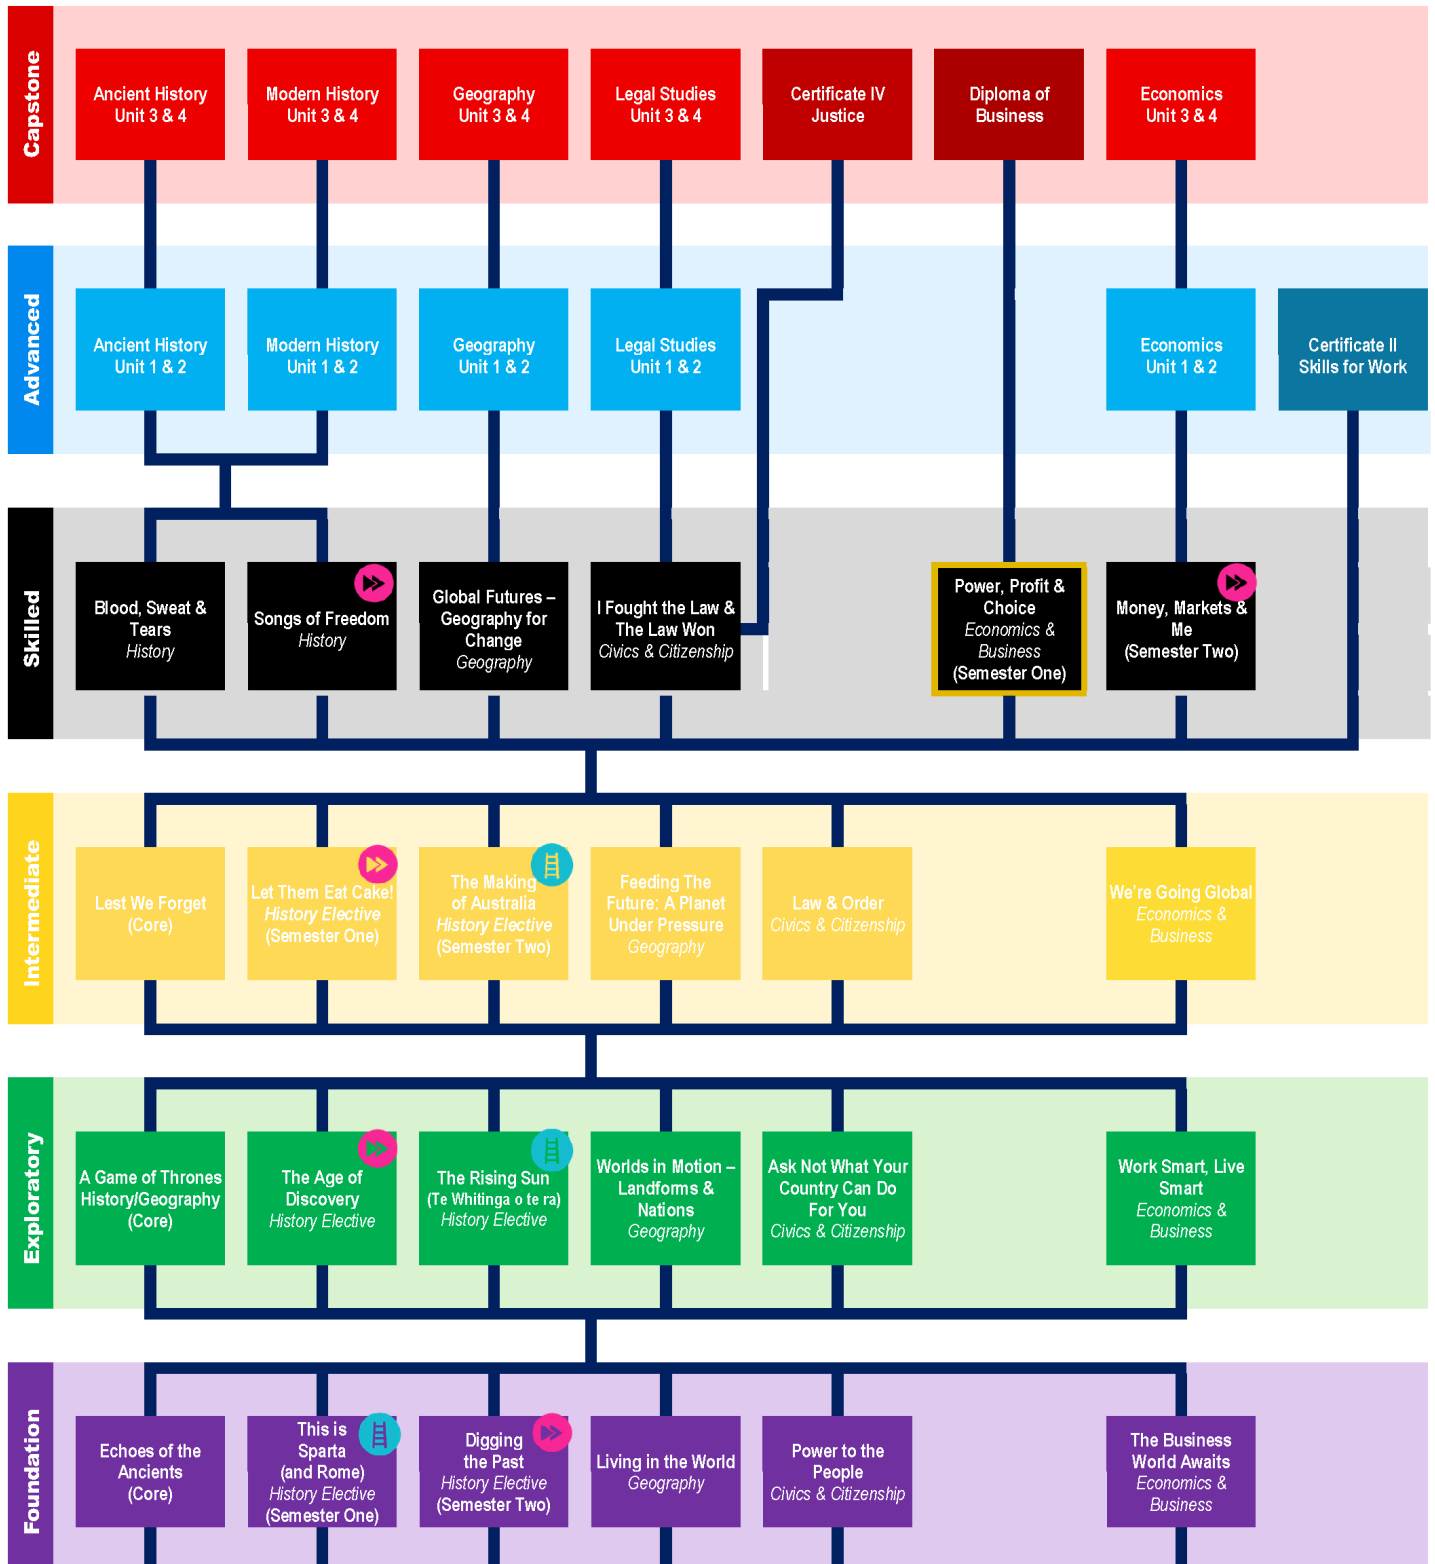 Capstone
Ancient History
Unit 3 & 4
Modern History
Unit 3 & 4
Geography
Unit 3 & 4
Legal Studies
Unit 3 & 4
Certificate IV
Justice
Diploma of
Business
Economics
Unit 3 & 4
Advanced
Ancient History
Unit 1 & 2
Modern History
Unit 1 & 2
Geography
Unit 1 & 2
Legal Studies
Unit 1 & 2
Economics
Unit 1 & 2
Certificate II
Skills for Work
Skilled
Blood, Sweat &
Tears
History
Songs of Freedom
History
Global Futures –
Geography for
Change
Geography
I Fought the Law &
The Law Won
Civics & Citizenship
Power, Profit &
Choice
Economics &
Business
(Semester One)
Money, Markets &
Me
(Semester Two)
Intermediate
Lest We Forget
(Core)
Let Them Eat Cake!
History Elective
(Semester One)
The Making
of Australia
History Elective
(Semester Two)
Feeding The
Future: A Planet
Under Pressure
Geography
Law & Order
Civics & Citizenship
We're Going Global
Economics &
Business
Exploratory
A Game of Thrones
History/Geography
(Core)
The Age of
Discovery
History Elective
The Rising Sun
(Te Whitinga o te ra)
History Elective
Worlds in Motion –
Landforms &
Nations
Geography
Ask Not What Your
Country Can Do
For You
Civics & Citizenship
Work Smart, Live
Smart
Economics &
Business
Foundation
Echoes of the
Ancients
(Core)
This is
Sparta
(and Rome)
History Elective
(Semester One)
Digging
the Past
History Elective
(Semester Two)
Living in the World
Geography
Power to the
People
Civics & Citizenship
The Business
World Awaits
Economics &
Business